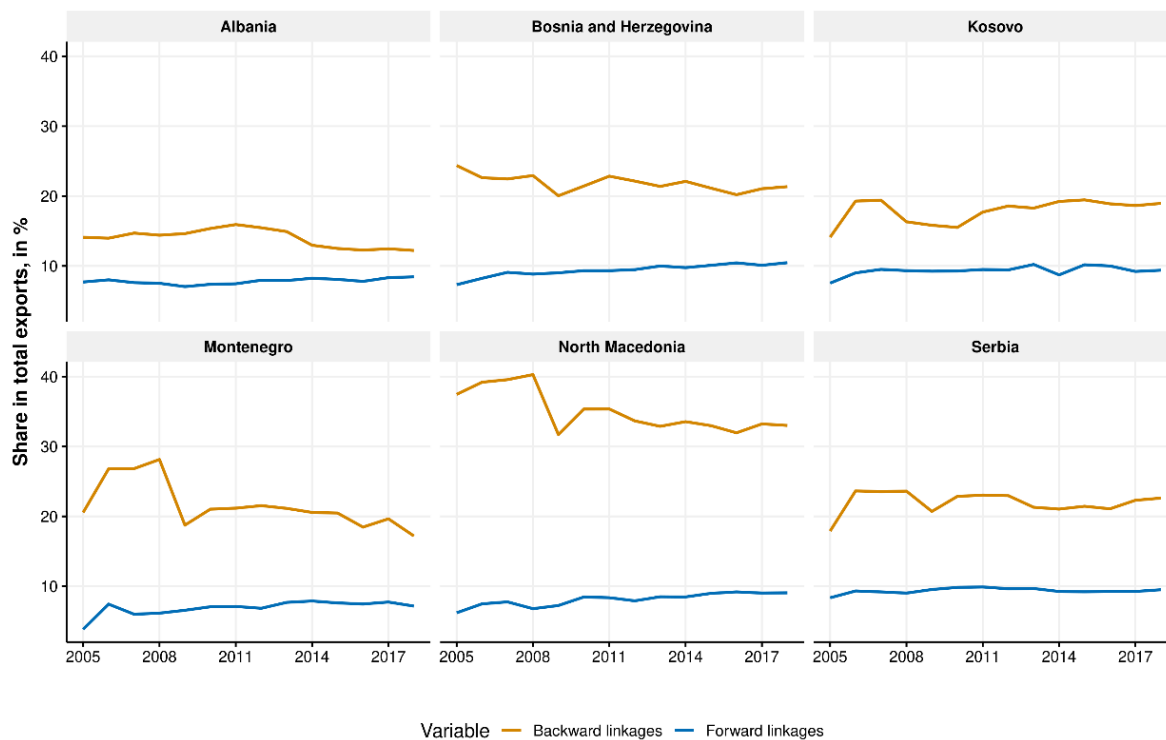 Albania
Bosnia and Herzegovina
Kosovo
40
30
20
10
Montenegro
North Macedonia
Serbia
40
30
20
10
Share in total exports, in %
2005 2008 2011 2014 2017
2005 2008 2011 2014 2017
2005 2008 2011 2014 2017
Variable Backward linkages Forward linkages